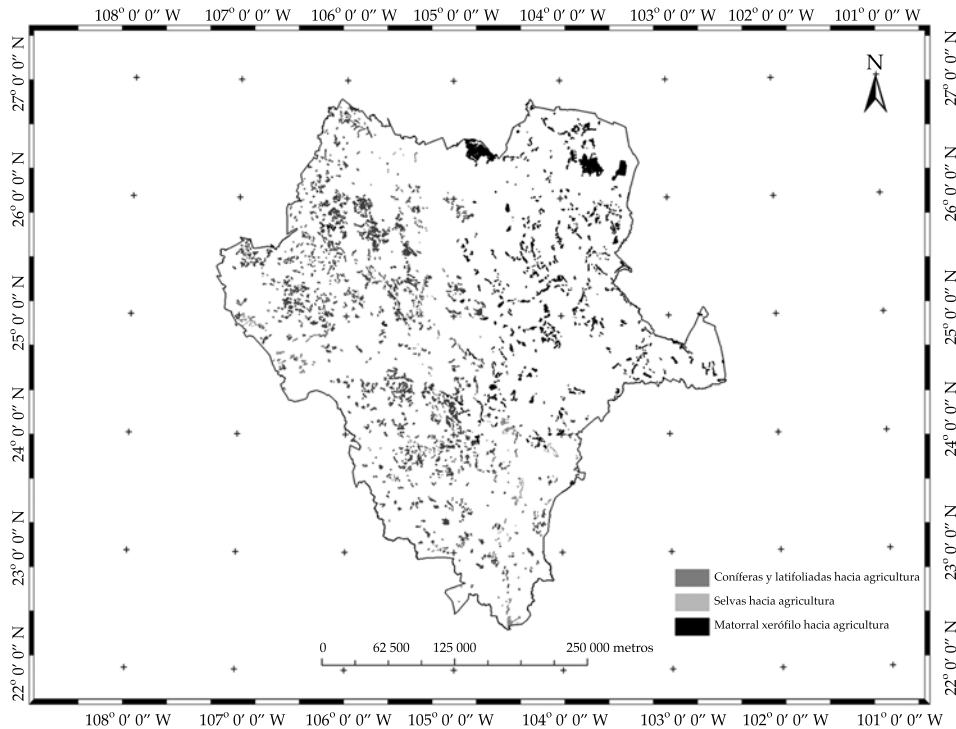 108° 0' 0'' W 107° 0' 0'' W 106° 0' 0'' W 105° 0' 0'' W 104° 0' 0'' W 103° 0' 0'' W 102° 0' 0'' W 101° 0' 0'' W
N
27° 0' 0'' N 27° 0' 0'' N
26° 0' 0'' N 26° 0' 0'' N
25° 0' 0'' N 25° 0' 0'' N
24° 0' 0'' N 24° 0' 0'' N
23° 0' 0'' N 23° 0' 0'' N
22° 0' 0'' N 22° 0' 0'' N
Coníferas y latifoliadas hacia agricultura
Selvas hacia agricultura
Matorral xerófilo hacia agricultura
0 62 500 125 000 250 000 metros
108° 0' 0'' W 107° 0' 0'' W 106° 0' 0'' W 105° 0' 0'' W 104° 0' 0'' W 103° 0' 0'' W 102° 0' 0'' W 101° 0' 0'' W